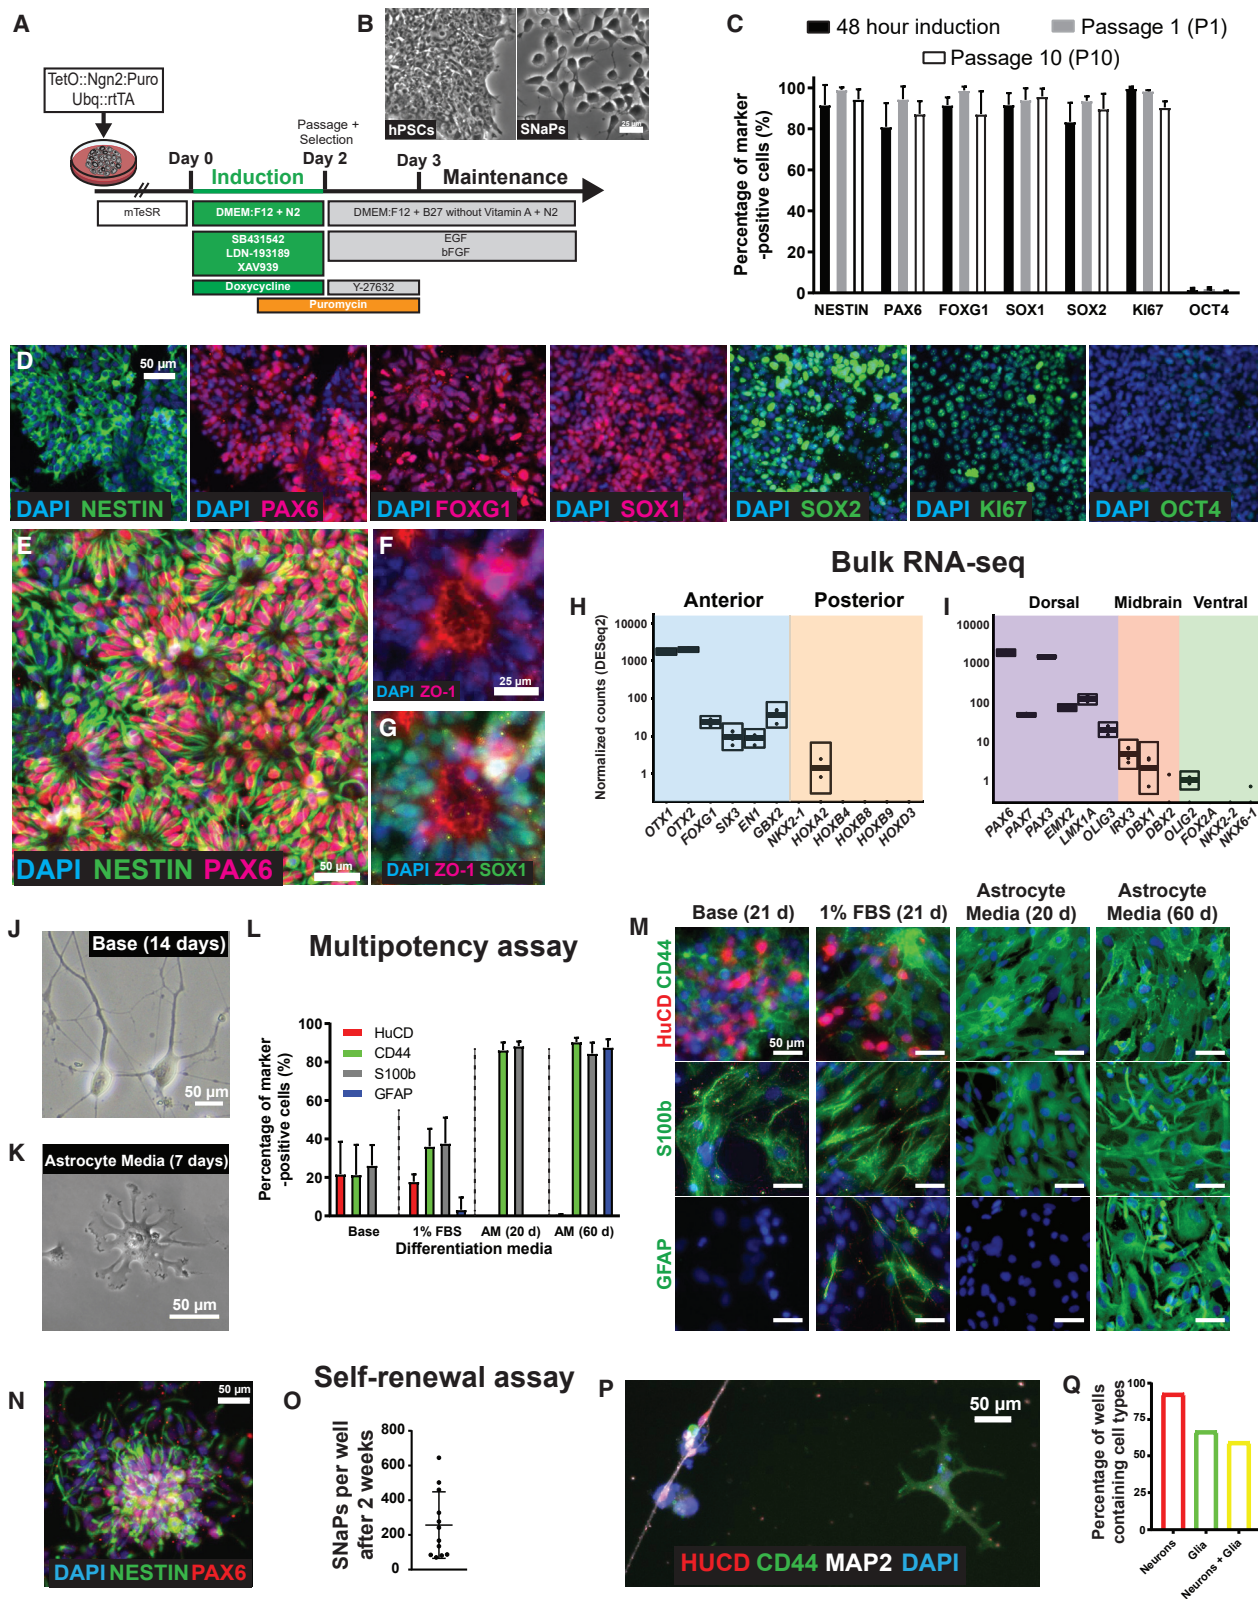 A
TetO::Ngn2:Puro
Ubq::rtTA
Passage +
Selection
Day 0
Day 2
Day 3
Induction
Maintenance
mTeSR
DMEM:F12 + N2
DMEM:F12 + B27 without Vitamin A + N2
SB431542
LDN-193189
XAV939
EGF
bFGF
Doxycycline
Y-27632
Puromycin
B
hPSCs
SNaPs
25 µm
C
48 hour induction
Passage 1 (P1)
Passage 10 (P10)
Percentage of marker
-positive cells (%)
100
80
60
40
20
0
NESTIN
PAX6
FOXG1
SOX1
SOX2
KI67
OCT4
D
50 µm
DAPI NESTIN
DAPI PAX6
DAPI FOXG1
DAPI SOX1
DAPI SOX2
DAPI KI67
DAPI OCT4
E
DAPI NESTIN PAX6
50 µm
F
DAPI ZO-1
25 µm
G
DAPI ZO-1 SOX1
Bulk RNA-seq
H
Anterior
Posterior
Normalized counts (DESeq2)
10000
1000
100
10
1
OTX1
OTX2
FOXG1
SIX3
EN1
GBX2
NKX2-1
HOXA2
HOXB4
HOXB8
HOXB9
HOXD3
I
Dorsal
Midbrain
Ventral
10000
1000
100
10
1
PAX6
PAX7
PAX3
EMX2
LMX1A
OLIG3
IRX3
DBX1
DBX2
OLIG2
FOX2A
NKX2-2
NKX6-1
J
Base (14 days)
50 µm
K
Astrocyte Media (7 days)
50 µm
L
Multipotency assay
Percentage of marker
-positive cells (%)
100
80
60
40
20
0
HuCD
CD44
S100b
GFAP
Base
1% FBS
AM (20 d)
AM (60 d)
Differentiation media
M
Base (21 d)
1% FBS (21 d)
Astrocyte
Media (20 d)
Astrocyte
Media (60 d)
HuCD CD44
50 µm
S100b
GFAP
N
50 µm
DAPI NESTIN PAX6
Self-renewal assay
O
SNaPs per well
after 2 weeks
800
600
400
200
0
P
50 µm
HUCD CD44 MAP2 DAPI
Q
Percentage of wells
containing cell types
100
75
50
25
0
Neurons
Glia
Neurons + Glia